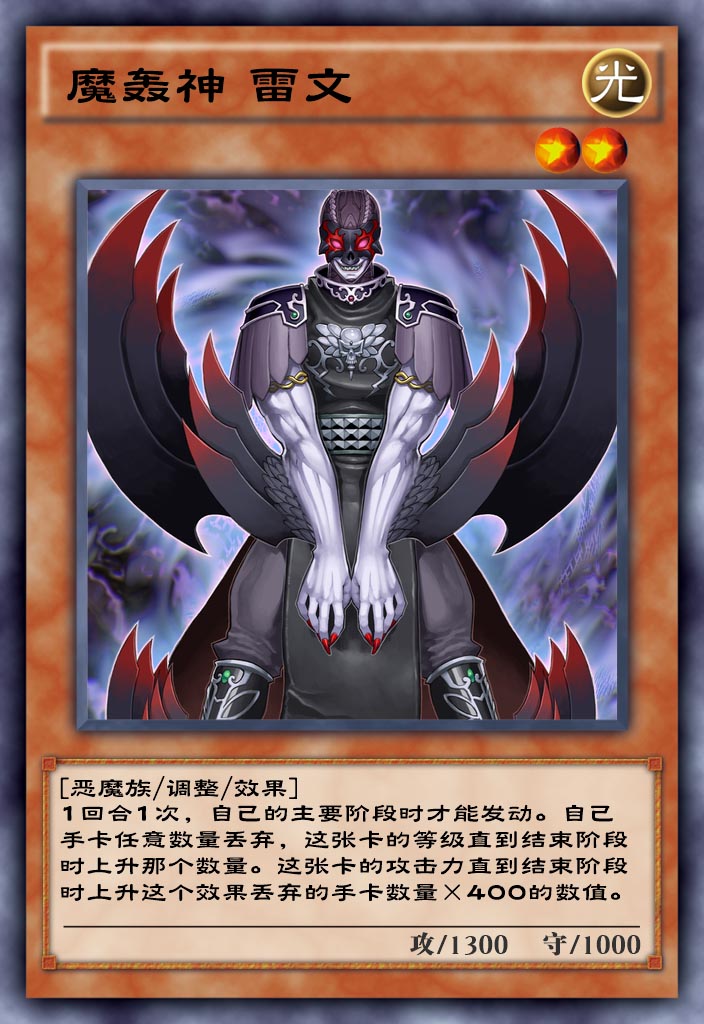 魔轰神 雷文
光
[恶魔族/调整/效果]
1回合1次，自己的主要阶段时才能发动。自己
手卡任意数量丢弃，这张卡的等级直到结束阶段
时上升那个数量。这张卡的攻击力直到结束阶段
时上升这个效果丢弃的手卡数量×400的数值。
攻/1300 守/1000